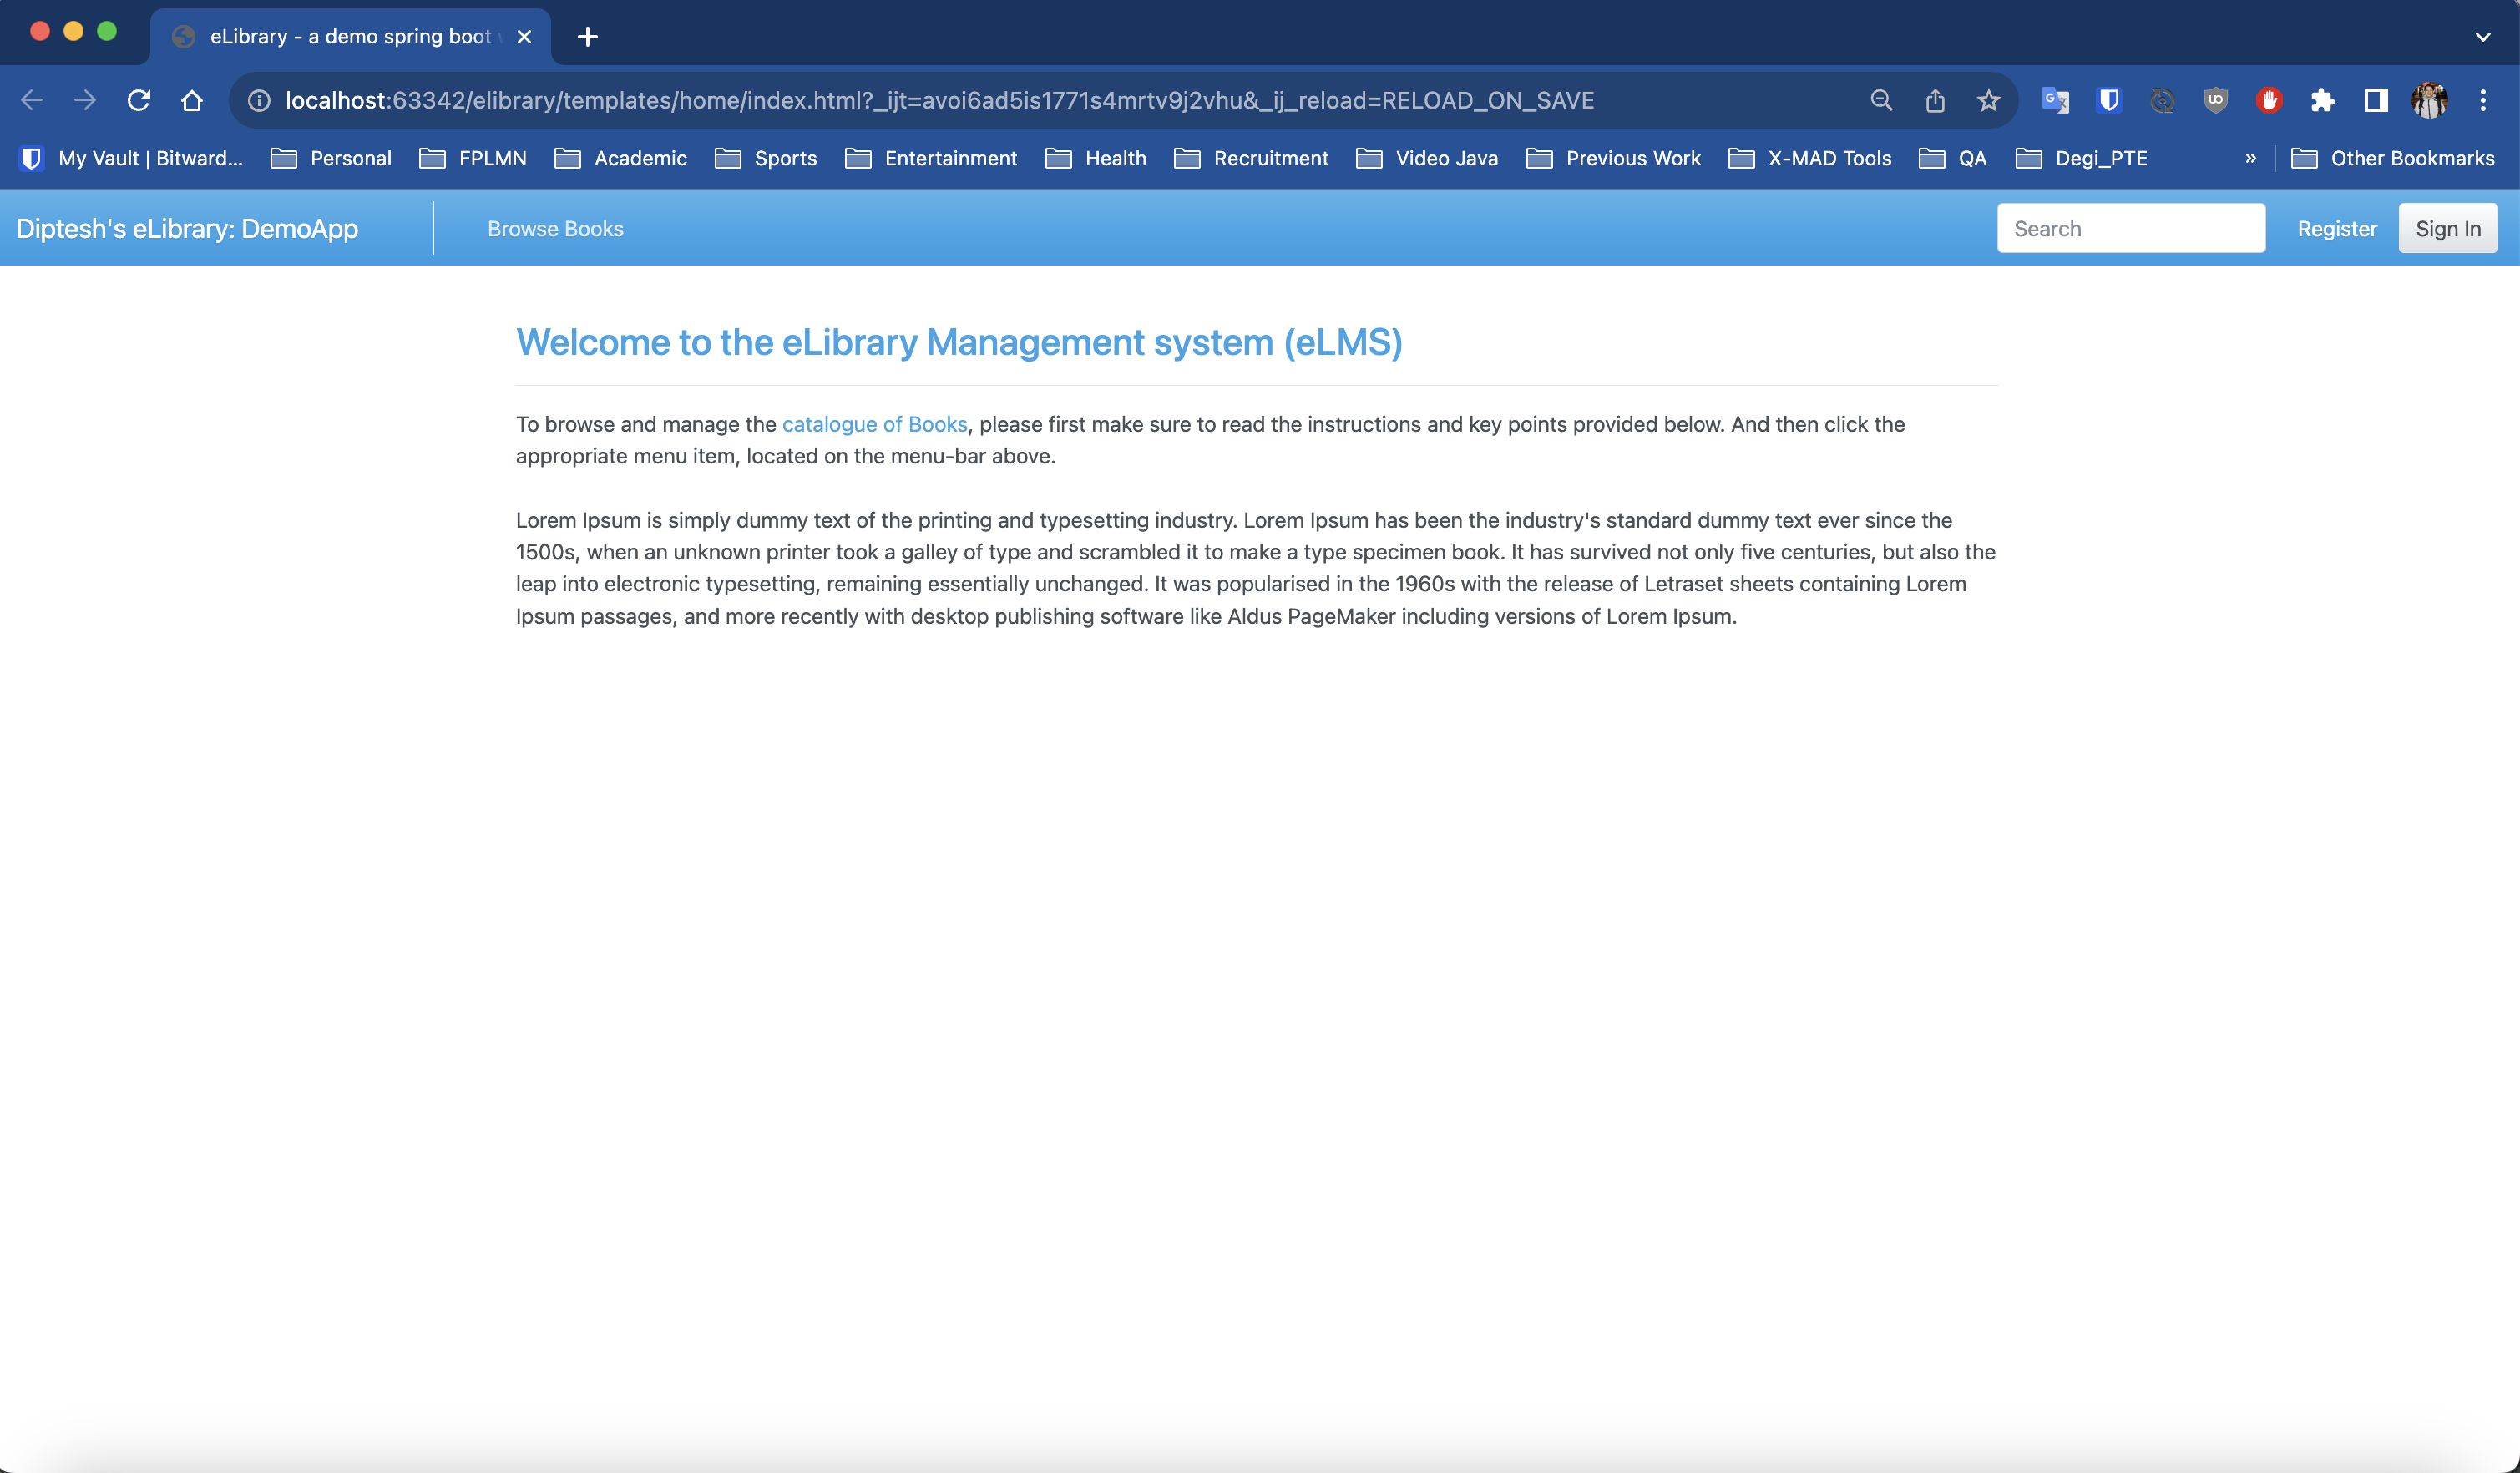 eLibrary - a demo spring boot
localhost:63342/elibrary/templates/home/index.html?_ijt=avoi6ad5is1771s4mrtv9j2vhu&_ij_reload=RELOAD_ON_SAVE
My Vault | Bitward... Personal FPLMN Academic Sports Entertainment Health Recruitment Video Java Previous Work X-MAD Tools QA Degi_PTE » Other Bookmarks
Diptesh's eLibrary: DemoApp Browse Books Search Register Sign In
Welcome to the eLibrary Management system (eLMS)
To browse and manage the catalogue of Books, please first make sure to read the instructions and key points provided below. And then click the
appropriate menu item, located on the menu-bar above.
Lorem Ipsum is simply dummy text of the printing and typesetting industry. Lorem Ipsum has been the industry's standard dummy text ever since the
1500s, when an unknown printer took a galley of type and scrambled it to make a type specimen book. It has survived not only five centuries, but also the
leap into electronic typesetting, remaining essentially unchanged. It was popularised in the 1960s with the release of Letraset sheets containing Lorem
Ipsum passages, and more recently with desktop publishing software like Aldus PageMaker including versions of Lorem Ipsum.